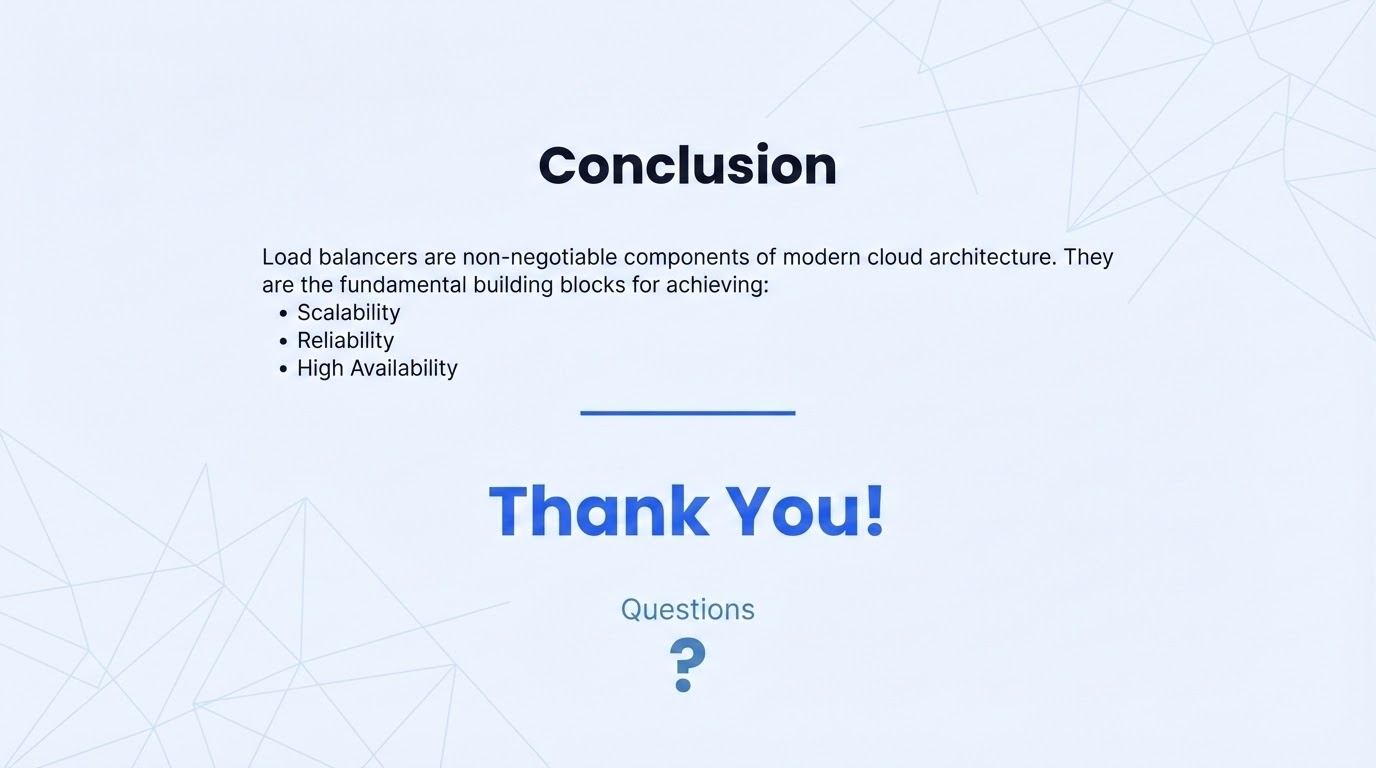 Conclusion
Load balancers are non-negotiable components of modern cloud architecture. They
are the fundamental building blocks for achieving:
• Scalability
• Reliability
• High Availability
Thank You!
Questions
?